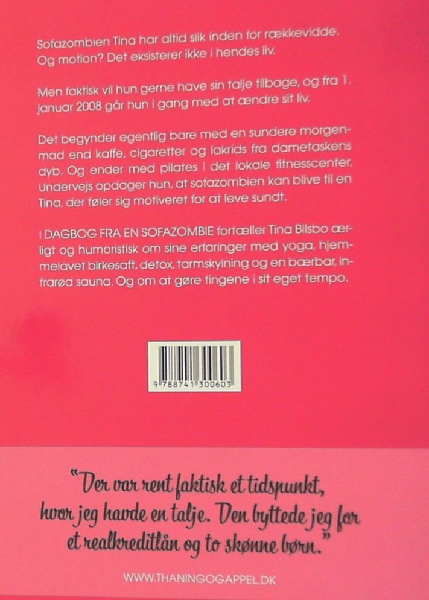 Sofazombien Tina har altid slik inden for rækkevidde.
Og motion? Det eksisterer ikke i hendes liv.
Men faktisk vil hun gerne have sin talje tilbage, og fra 1.
januar 2008 går hun i gang med at ændre sit liv.
Det begynder egentlig bare med en sundere morgen-
mad end kaffe, cigaretter og lakrids fra dametaskens
dyb. Og ender med pilates i det lokale fitnesscenter.
Undervejs opdager hun, at sofazombien kan blive til en
Tina, der føler sig motiveret for at leve sundt.
I DAGBOG FRA EN SOFAZOMBIE fortæller Tina Bilsbo ær-
ligt og humoristisk om sine erfaringer med yoga, hjem-
melavet birkesaft, detox, tarmskylning og en bærbar, in-
frarød sauna. Og om at gøre tingene i sit eget tempo.
9 788741 300603
"Der var rent faktisk et tidspunkt,
hvor jeg havde en talje. Den byttede jeg for
et realkreditlån og to skønne børn."
WWW.THANINGOGAPPEL.DK